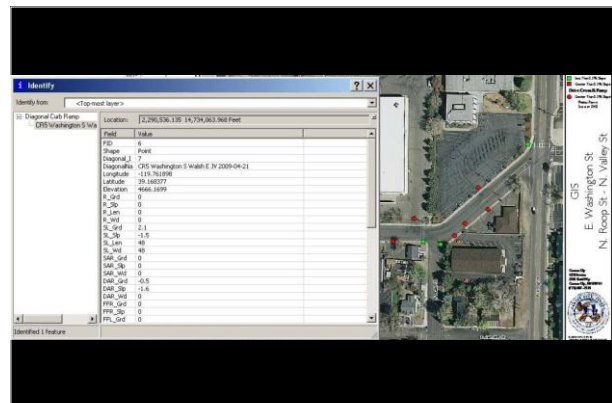 Identify
Identify from: <Top-most layer>
Diagonal Curb Ramp
CRS Washington S Wa
Location: 2,290,536.135 14,734,063.960 Feet
Field Value
FID 6
Shape Point
Diagonal_I 7
DiagonalNa CRS Washington S Walsh E JV 2009-04-21
Longitude -119.761898
Latitude 39.168377
Elevation 4666.1699
R_Grd 0
R_Slp 0
R_Len 0
R_Wd 0
SL_Grd 2.1
SL_Slp -1.5
SL_Len 48
SL_Wd 48
SAR_Grd 0
SAR_Slp 0
SAR_Wd 0
DAR_Grd -0.5
DAR_Slp -1.6
DAR_Wd 0
FFR_Grd 0
FFR_Slp 0
FFL_Grd 0
Identified 1 feature
GIS
E. Washington St
N. Roop St - N. Valley St